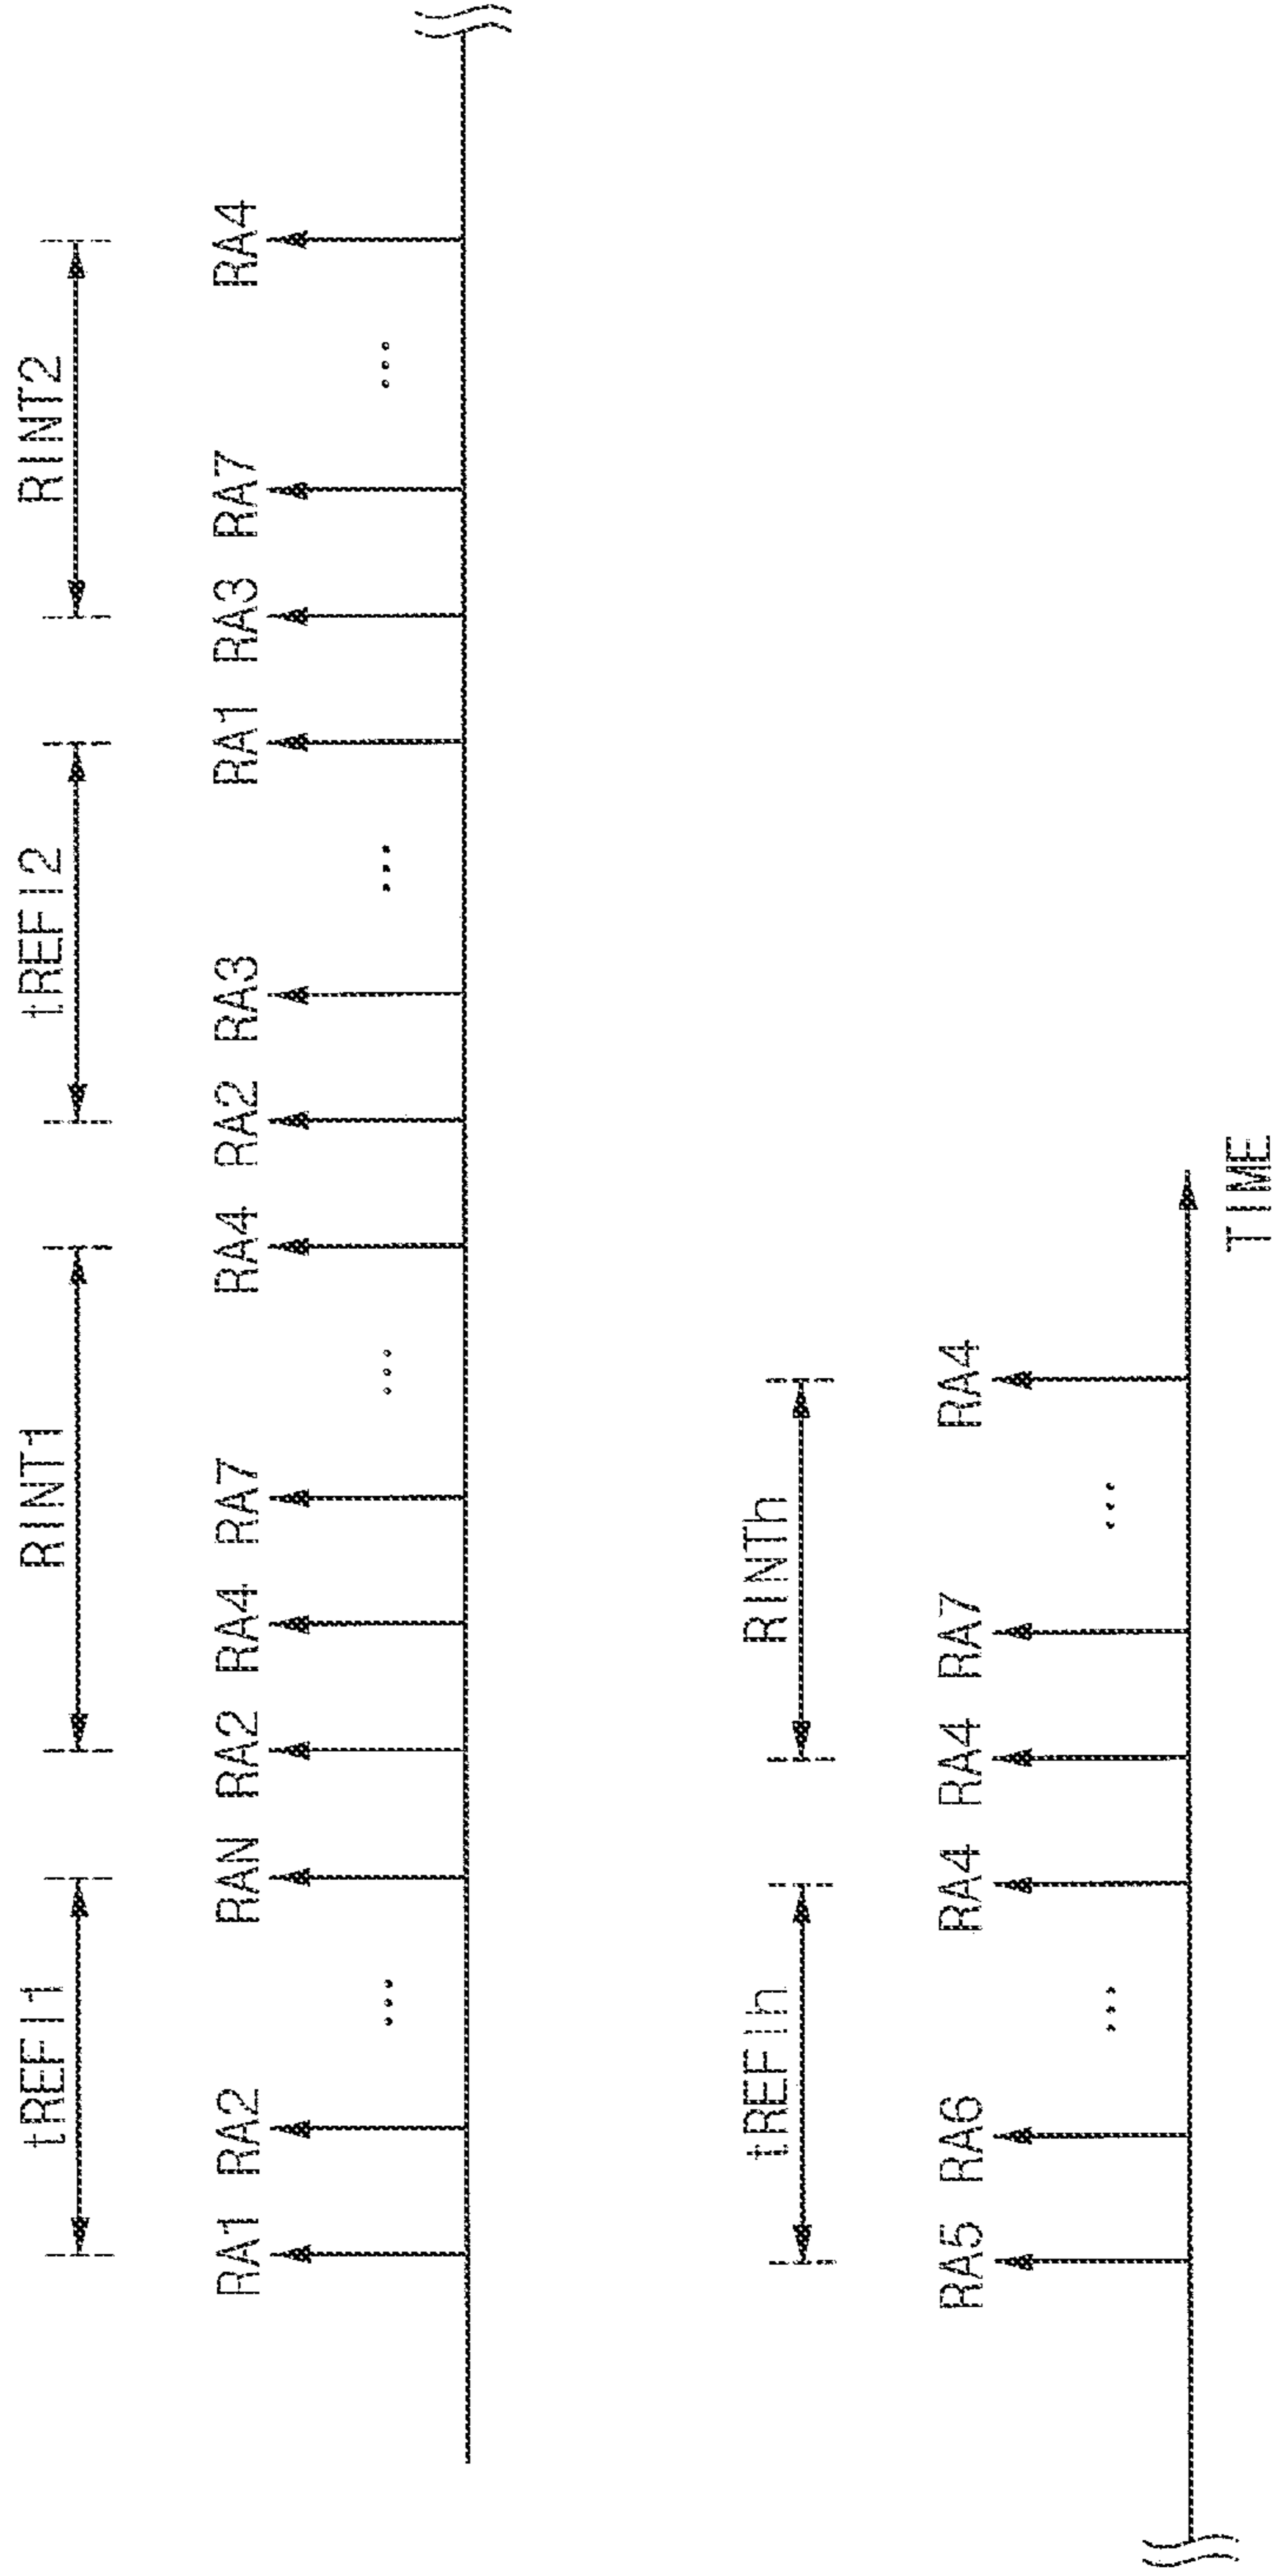 tREFI1 RINT1 tREFI2 RINT2
RA1 RA2 ... RAN RA2 RA4 RA7 ... RA4 RA2 RA3 ... RA1 RA3 RA7 ... RA4
tREFIh RINTh
RA5 RA6 ... RA4 RA4 RA7 ... RA4
TIME